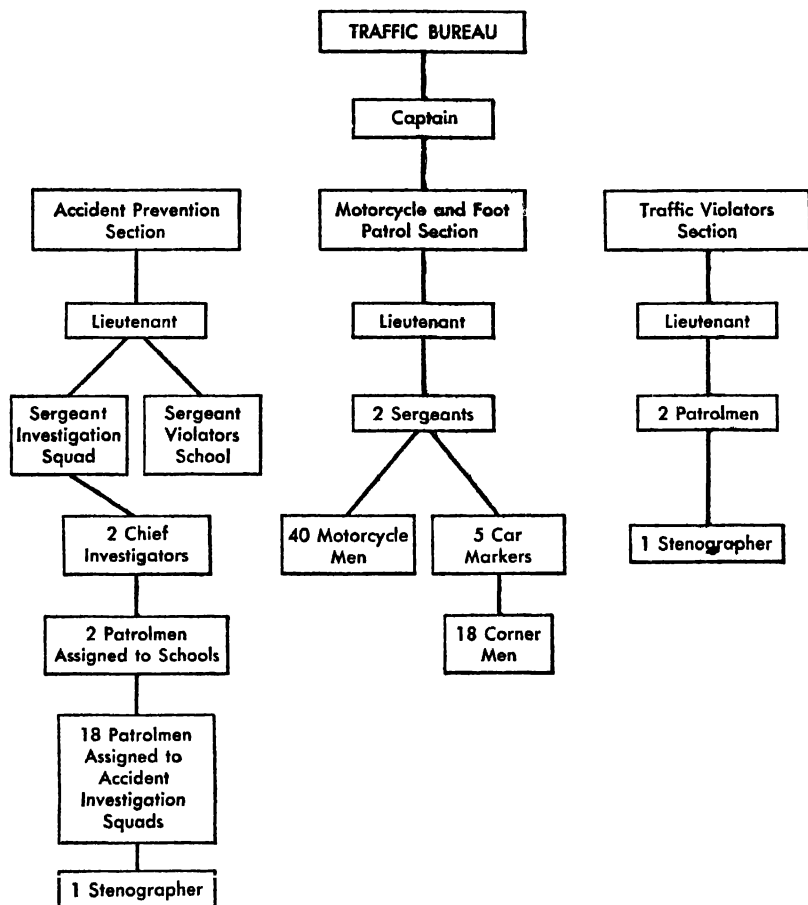 TRAFFIC BUREAU
Captain
Accident Prevention
Section
Motorcycle and Foot
Patrol Section
Traffic Violators
Section
Lieutenant
Lieutenant
Lieutenant
Sergeant
Investigation
Squad
Sergeant
Violators
School
2 Sergeants
2 Patrolmen
2 Chief
Investigators
40 Motorcycle
Men
5 Car
Markers
1 Stenographer
2 Patrolmen
Assigned to Schools
18 Corner
Men
18 Patrolmen
Assigned to
Accident
Investigation
Squads
1 Stenographer